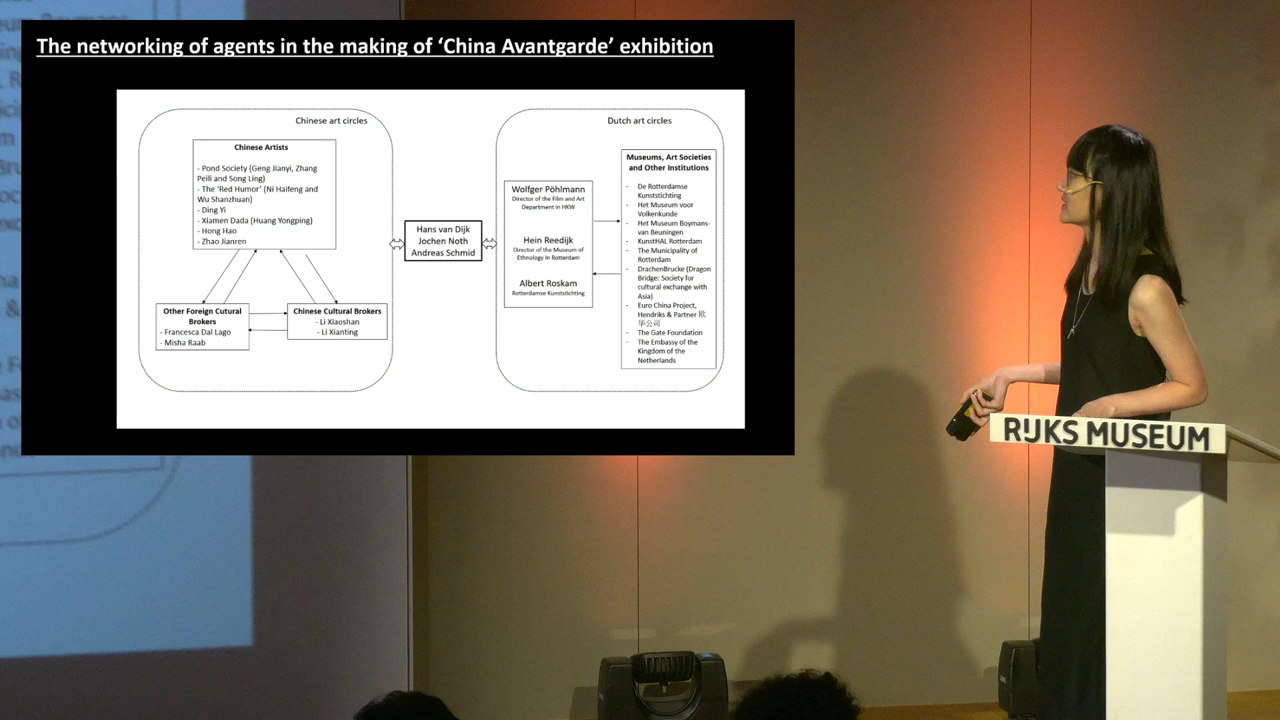 The networking of agents in the making of ‘China Avantgarde’ exhibition
Chinese art circles
Chinese Artists
- Pond Society (Geng Jianyi, Zhang
Peili and Song Ling)
- The ‘Red Humor’ (Ni Haifeng and
Wu Shanzhuan)
- Ding Yi
- Xiamen Dada (Huang Yongping)
- Hong Hao
- Zhao Jianren
Other Foreign Cutural
Brokers
- Francesca Dal Lago
- Misha Raab
Chinese Cultural Brokers
- Li Xiaoshan
- Li Xianting
Hans van Dijk
Jochen Noth
Andreas Schmid
Dutch art circles
Wolfger Pöhlmann
Director of the Film and Art
Department in HKW
Hein Reedijk
Director of the Museum of
Ethnology in Rotterdam
Albert Roskam
Rotterdamse Kunststichting
Museums, Art Societies
and Other Institutions
- De Rotterdamse
Kunststichting
- Het Museum voor
Volkenkunde
- Het Museum Boymans-
van Beuningen
- KunstHAL Rotterdam
- The Municipality of
Rotterdam
- DrachenBrucke (Dragon
Bridge: Society for
cultural exchange with
Asia)
- Euro China Project,
Hendriks & Partner 欧
华公司
- The Gate Foundation
- The Embassy of the
Kingdom of the
Netherlands
RIJKS MUSEUM